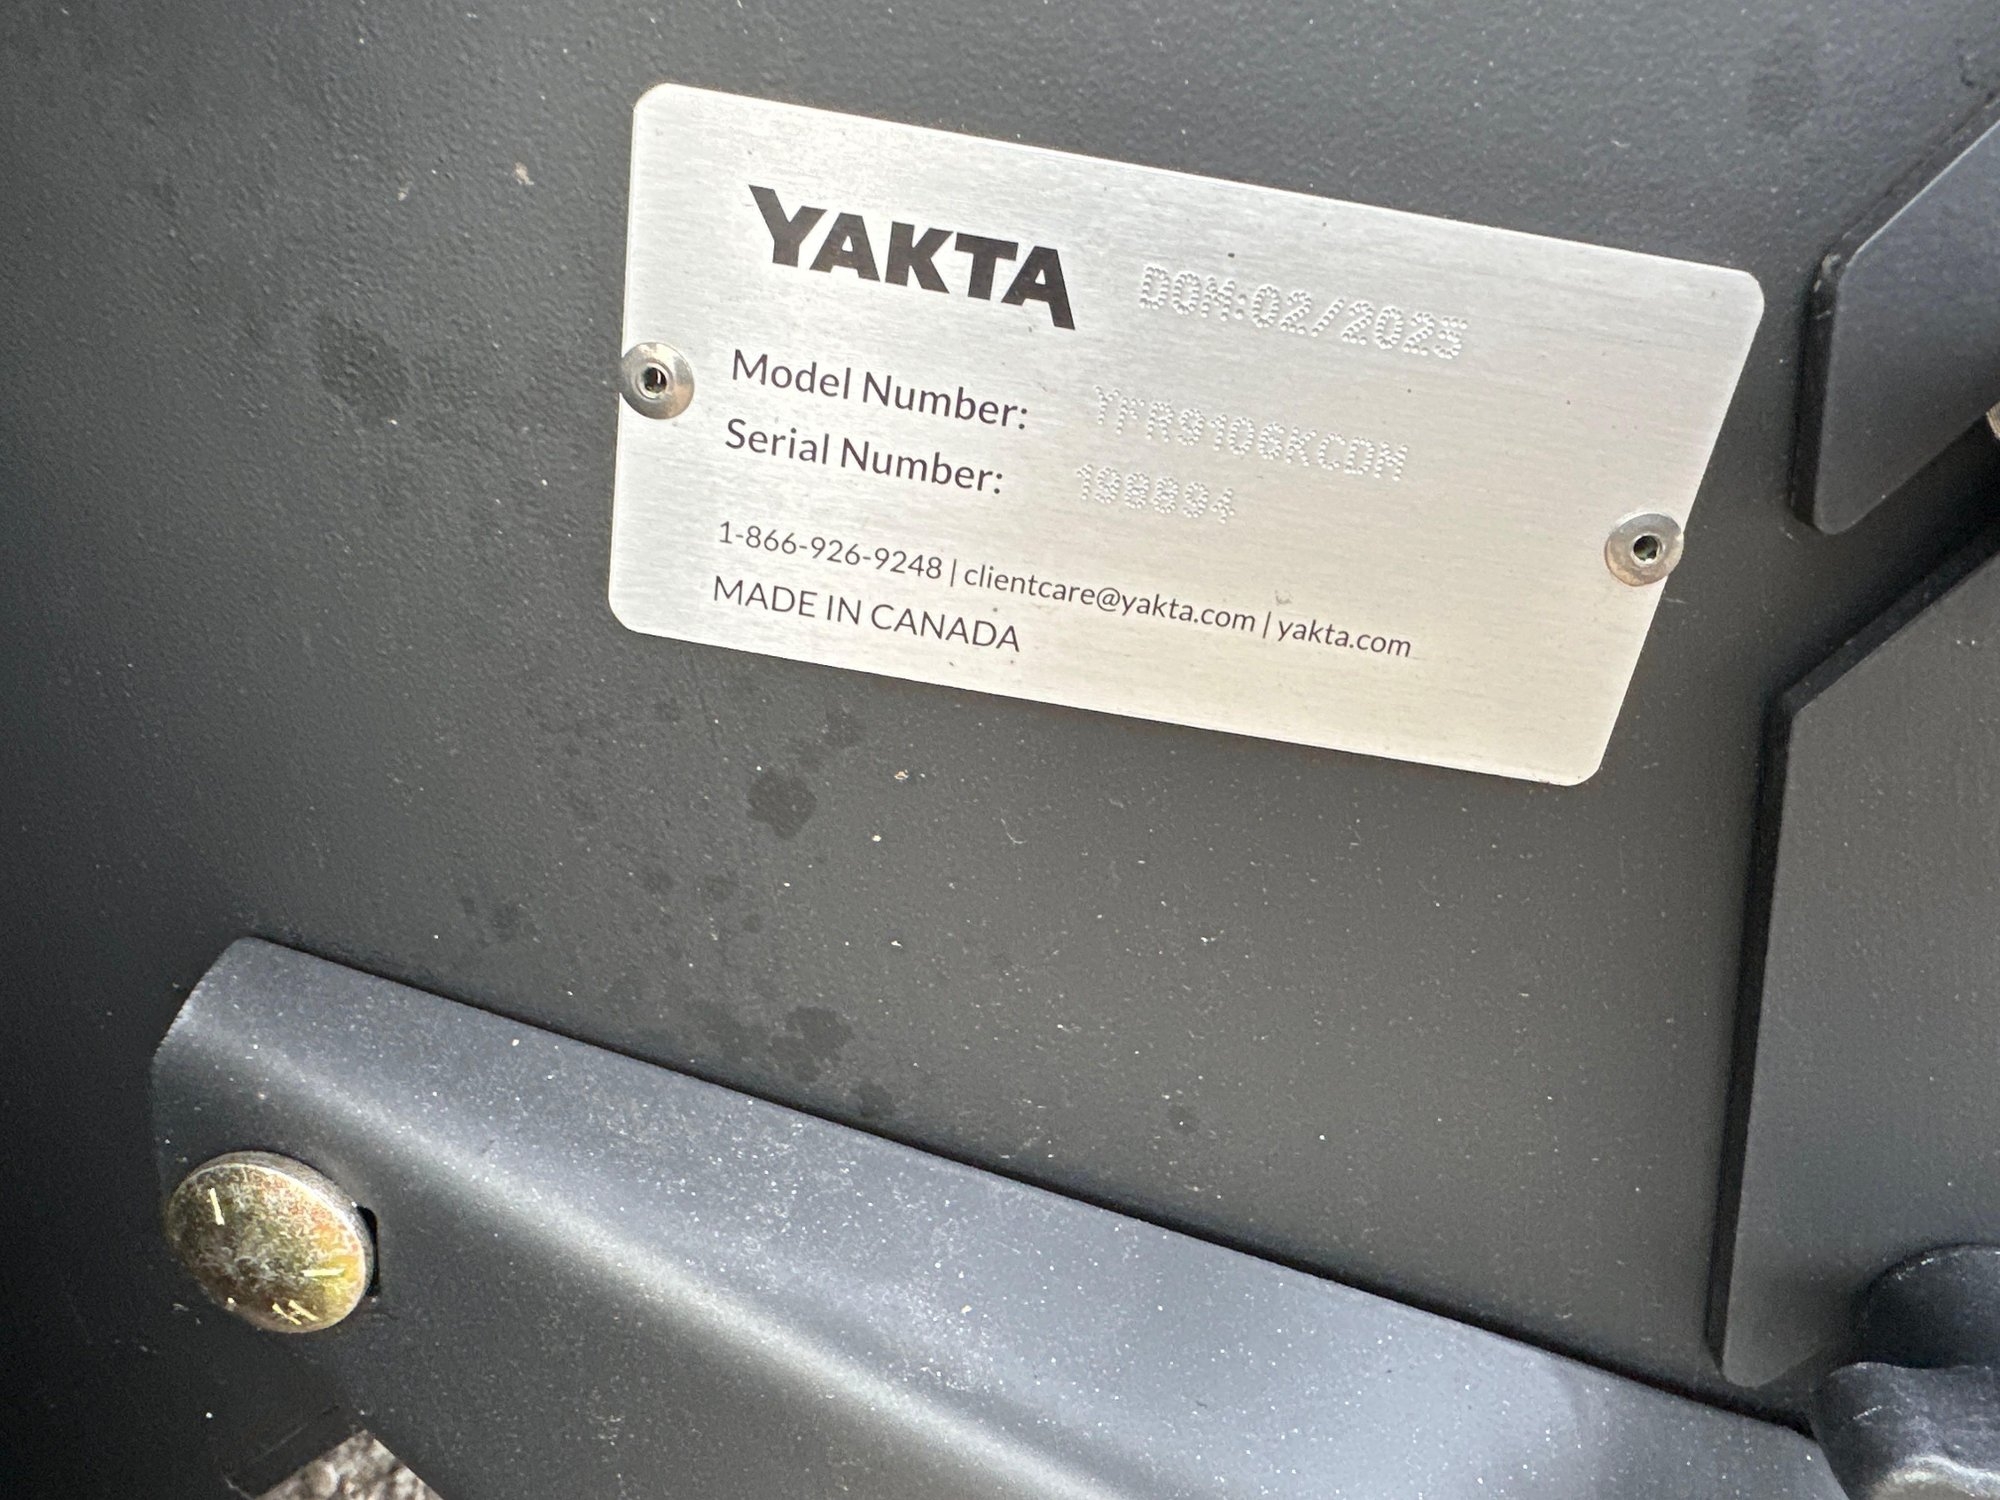 YAKTA DOM:02/2025
Model Number: YFR9106KCDM
Serial Number: 198894
1-866-926-9248 | clientcare@yakta.com | yakta.com
MADE IN CANADA